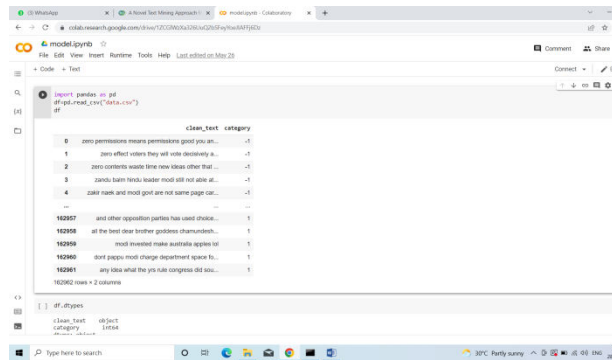 (3) WhatsApp
A Novel Text Mining Approach
model.ipynb - Colaboratory
colab.research.google.com/drive/
model.ipynb
File Edit View Insert Runtime Tools Help Last edited on May 26
Comment Share
+ Code + Text
Connect
import pandas as pd
df=pd.read_csv("data.csv")
df
clean_text category
0 zero permissions means permissions good you an... -1
1 zero effect voters they will vote decisively a... -1
2 zero contents waste time new ideas other that ... -1
3 zandu balm hindu leader modi still not able at... -1
4 zakir naek and modi govt are not same page car... -1
... ... ...
162957 and other opposition parties has used choice... 1
162958 all the best dear brother goddess chamundesh... 1
162959 modi invested make australia apples lol 1
162960 dont pappu modi charge department space fo... 1
162961 any idea what the yrs rule congress did sou... 1
162962 rows × 2 columns
[ ] df.dtypes
clean_text object
category int64
Type here to search
30°C Partly sunny
ENG